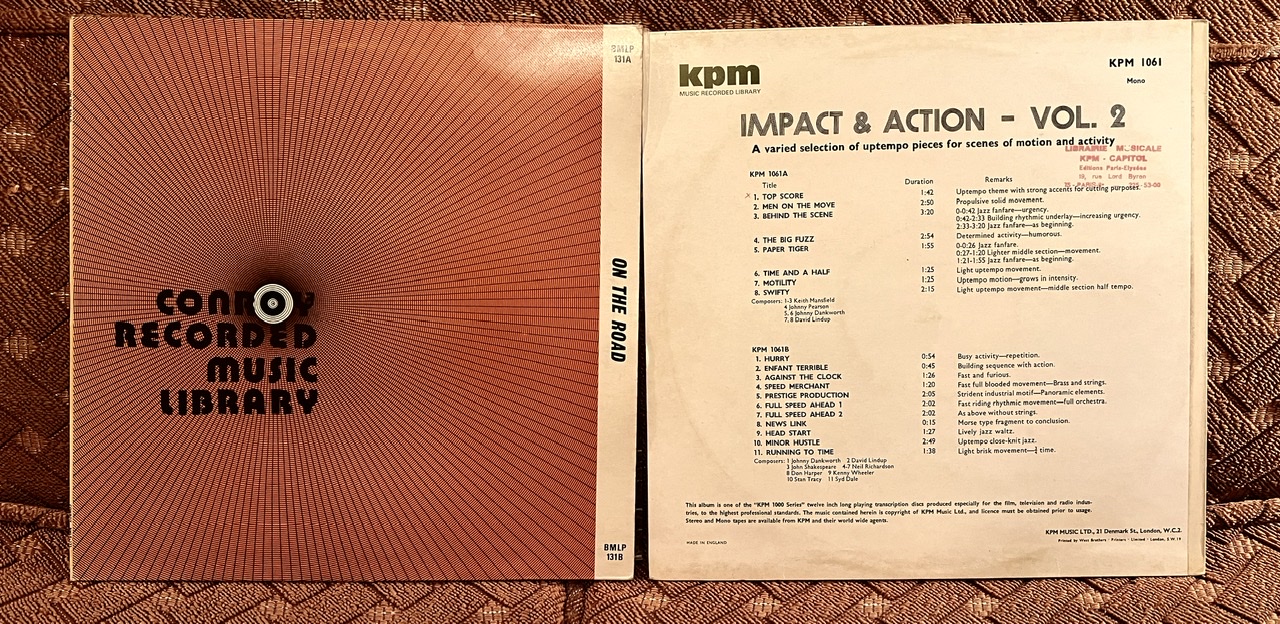 BMLP
131A
CONROY
RECORDED
MUSIC
LIBRARY
ON THE ROAD
BMLP
131B
kpm
MUSIC RECORDED LIBRARY
KPM 1061
Mono
IMPACT & ACTION - VOL. 2
A varied selection of uptempo pieces for scenes of motion and activity
LIBRAIRIE MUSICALE
KPM - CAPITOL
Editions Paris-Elysées
19, rue Lord Byron
KPM 1061A
Title Duration Remarks
1. TOP SCORE 1:42 Uptempo theme with strong accents for cutting purposes.
2. MEN ON THE MOVE 2:50 Propulsive solid movement.
3. BEHIND THE SCENE 3:20 0-0:42 Jazz fanfare—urgency.
0:42-2:33 Building rhythmic underlay—increasing urgency.
2:33-3:20 Jazz fanfare—as beginning.
4. THE BIG FUZZ 2:54 Determined activity—humorous.
5. PAPER TIGER 1:55 0-0:26 Jazz fanfare.
0:27-1:20 Lighter middle section—movement.
1:21-1:55 Jazz fanfare—as beginning.
6. TIME AND A HALF 1:25 Light uptempo movement.
7. MOTILITY 1:25 Uptempo motion—grows in intensity.
8. SWIFTY 2:15 Light uptempo movement—middle section half tempo.
Composers: 1-3 Keith Mansfield
4 Johnny Pearson
5, 6 Johnny Dankworth
7, 8 David Lindup
KPM 1061B
1. HURRY 0:54 Busy activity—repetition.
2. ENFANT TERRIBLE 0:45 Building sequence with action.
3. AGAINST THE CLOCK 1:26 Fast and furious.
4. SPEED MERCHANT 1:20 Fast full blooded movement—Brass and strings.
5. PRESTIGE PRODUCTION 2:05 Strident industrial motif—Panoramic elements.
6. FULL SPEED AHEAD 1 2:02 Fast riding rhythmic movement—full orchestra.
7. FULL SPEED AHEAD 2 2:02 As above without strings.
8. NEWS LINK 0:15 Morse type fragment to conclusion.
9. HEAD START 1:27 Lively jazz waltz.
10. MINOR HUSTLE 2:49 Uptempo close-knit jazz.
11. RUNNING TO TIME 1:38 Light brisk movement— time.
Composers: 1 Johnny Dankworth 2 David Lindup
3 John Shakespeare 4-7 Neil Richardson
8 Don Harper 9 Kenny Wheeler
10 Stan Tracy 11 Syd Dale
This album is one of the "KPM 1000 Series" twelve inch long playing transcription discs produced especially for the film, television and radio indus-
tries, to the highest professional standards. The music contained herein is copyright of KPM Music Ltd., and licence must be obtained prior to usage.
Stereo and Mono tapes are available from KPM and their world wide agents.
KPM MUSIC LTD., 21 Denmark St., London, W.C.2.
MADE IN ENGLAND
Printed by West Brothers · Printers · Limited · London, S.W.19